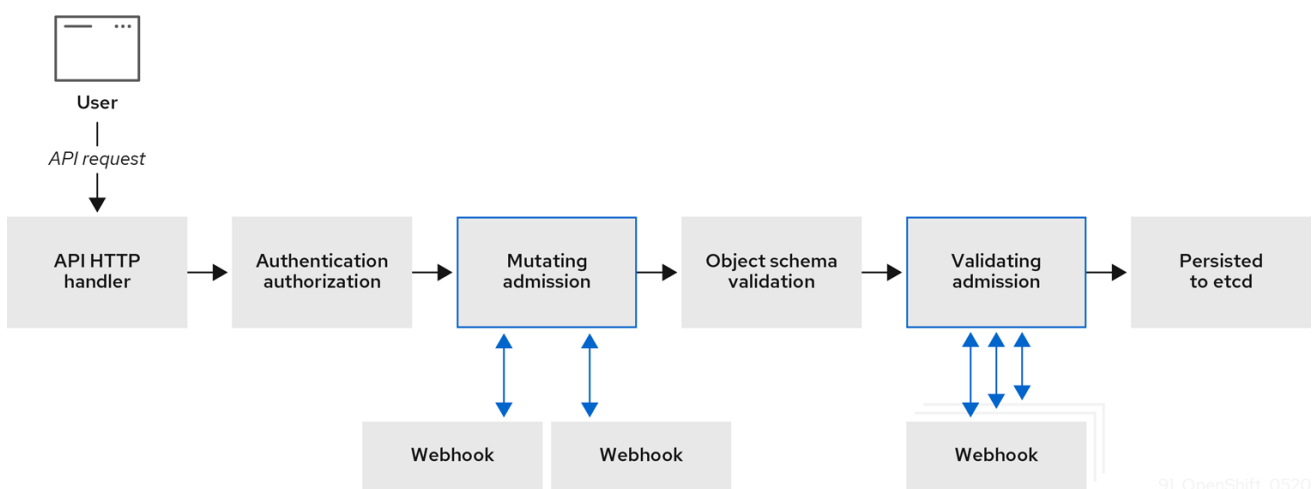 User
API request
API HTTP
handler
Authentication
authorization
Mutating
admission
Object schema
validation
Validating
admission
Persisted
to etcd
Webhook
Webhook
Webhook
91_OpenShift_0520